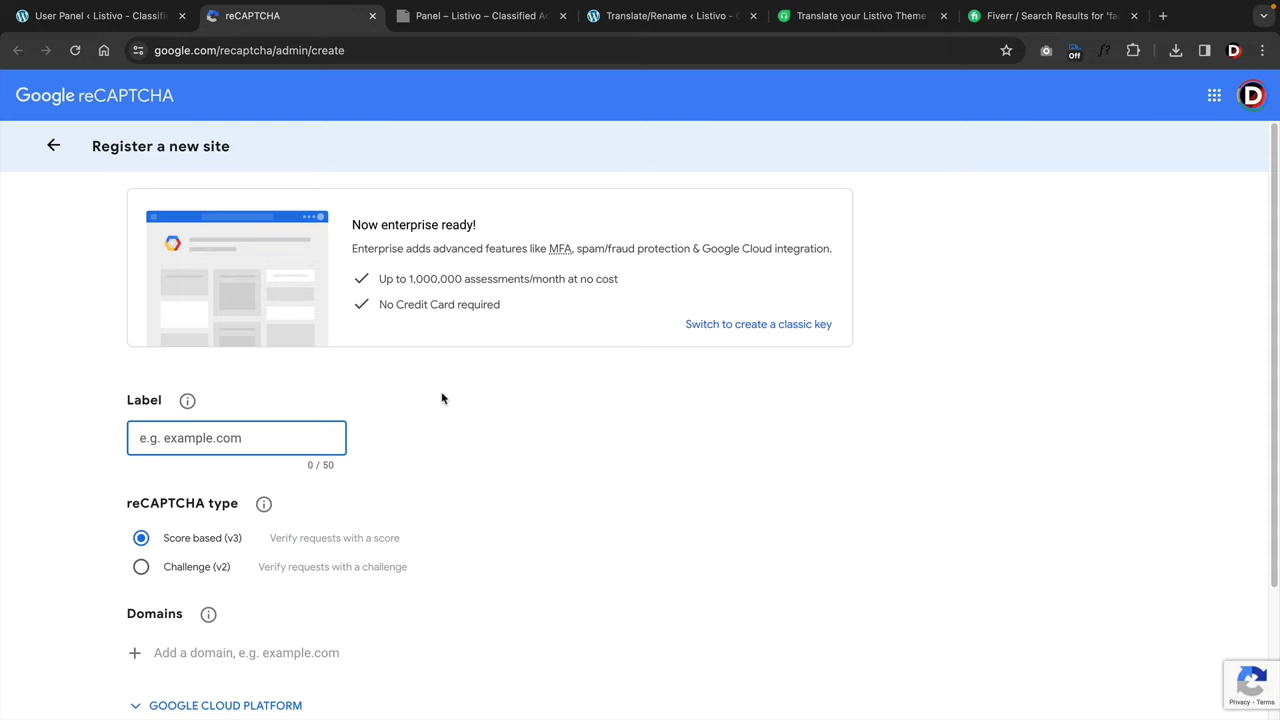 User Panel ‹ Listivo – Classifi
reCAPTCHA
Panel – Listivo – Classified Ad
Translate/Rename ‹ Listivo - C
Translate your Listivo Theme
Fiverr / Search Results for 'fa
google.com/recaptcha/admin/create
Off
f?
D
Google reCAPTCHA
D
Register a new site
Now enterprise ready!
Enterprise adds advanced features like MFA, spam/fraud protection & Google Cloud integration.
Up to 1,000,000 assessments/month at no cost
No Credit Card required
Switch to create a classic key
Label
e.g. example.com
0 / 50
reCAPTCHA type
Score based (v3) Verify requests with a score
Challenge (v2) Verify requests with a challenge
Domains
Add a domain, e.g. example.com
GOOGLE CLOUD PLATFORM
Privacy - Terms